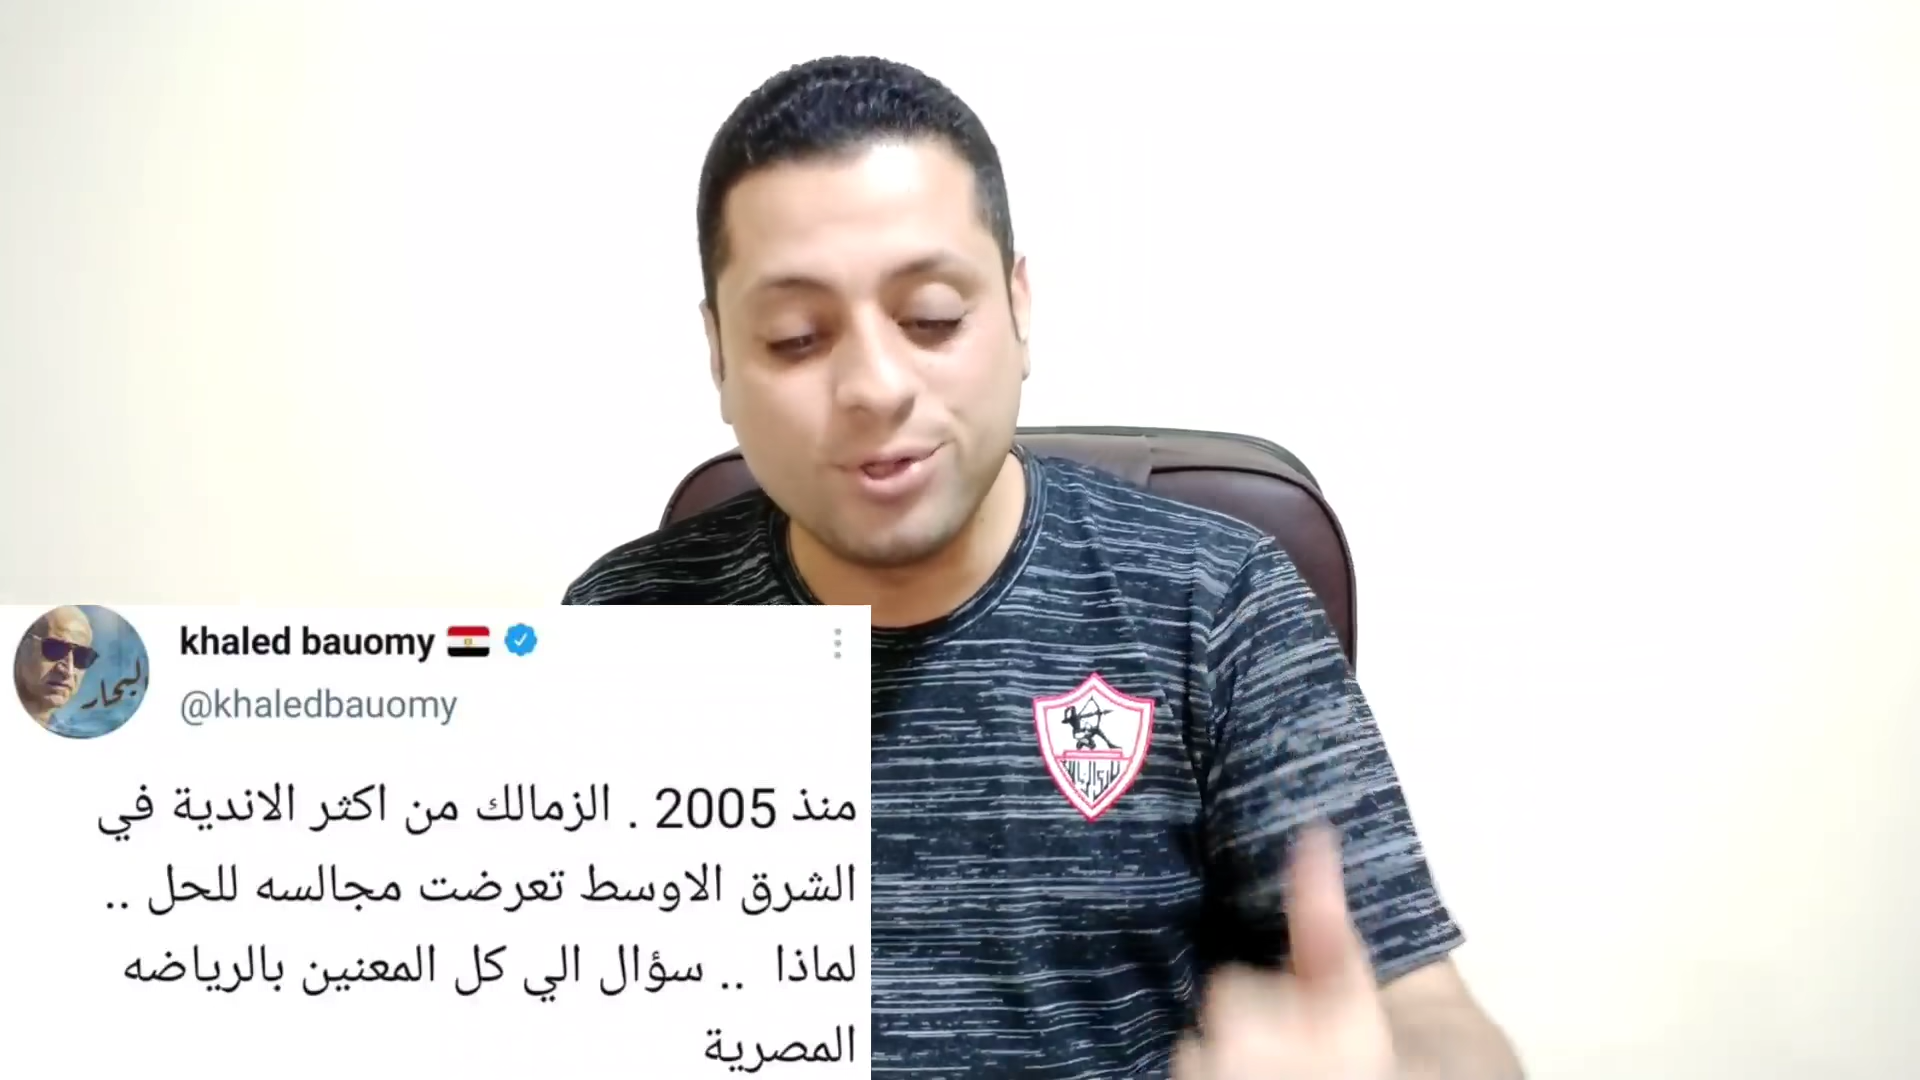 khaled bauomy
@khaledbauomy
منذ 2005 . الزمالك من اكثر الاندية في
الشرق الاوسط تعرضت مجالسه للحل ..
لماذا .. سؤال الي كل المعنين بالرياضه
المصرية
البحار